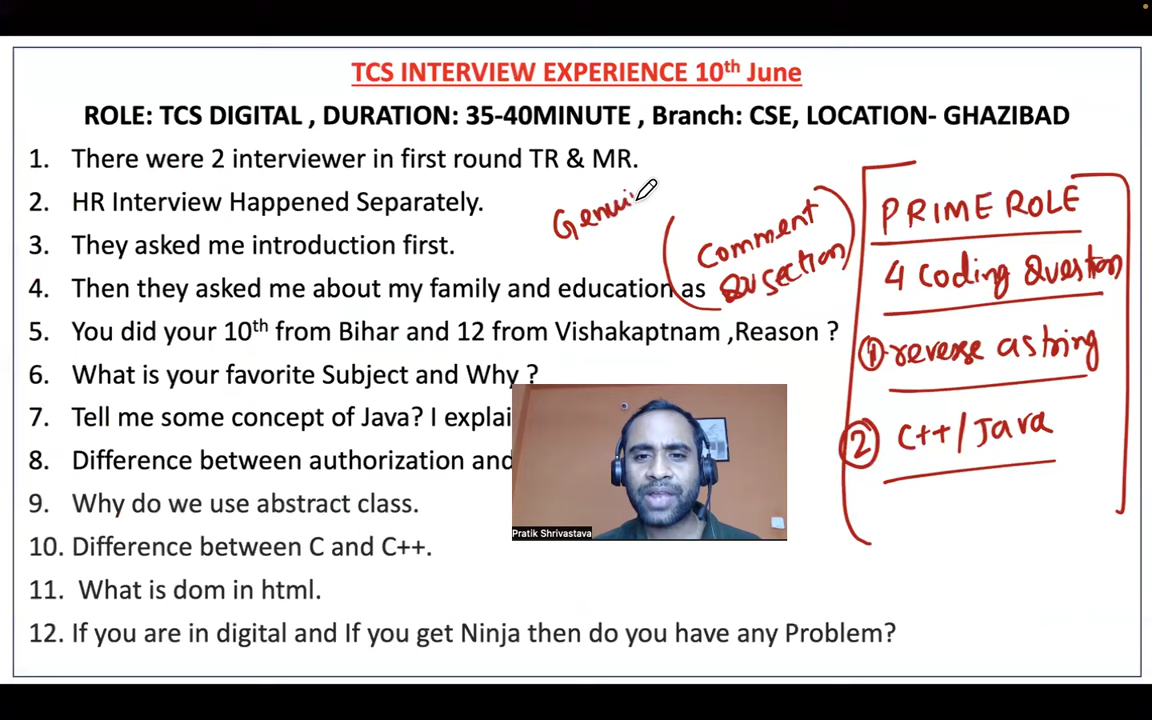 TCS INTERVIEW EXPERIENCE 10th June
ROLE: TCS DIGITAL , DURATION: 35-40MINUTE , Branch: CSE, LOCATION- GHAZIBAD
1. There were 2 interviewer in first round TR & MR.
2. HR Interview Happened Separately.
3. They asked me introduction first.
4. Then they asked me about my family and education as
5. You did your 10th from Bihar and 12 from Vishakaptnam ,Reason ?
6. What is your favorite Subject and Why ?
7. Tell me some concept of Java? I explai
8. Difference between authorization and
9. Why do we use abstract class.
10. Difference between C and C++.
11. What is dom in html.
12. If you are in digital and If you get Ninja then do you have any Problem?
Genui
Comment
section
PRIME ROLE
4 Coding Question
① reverse a string
② C++/Java
Pratik Shrivastava